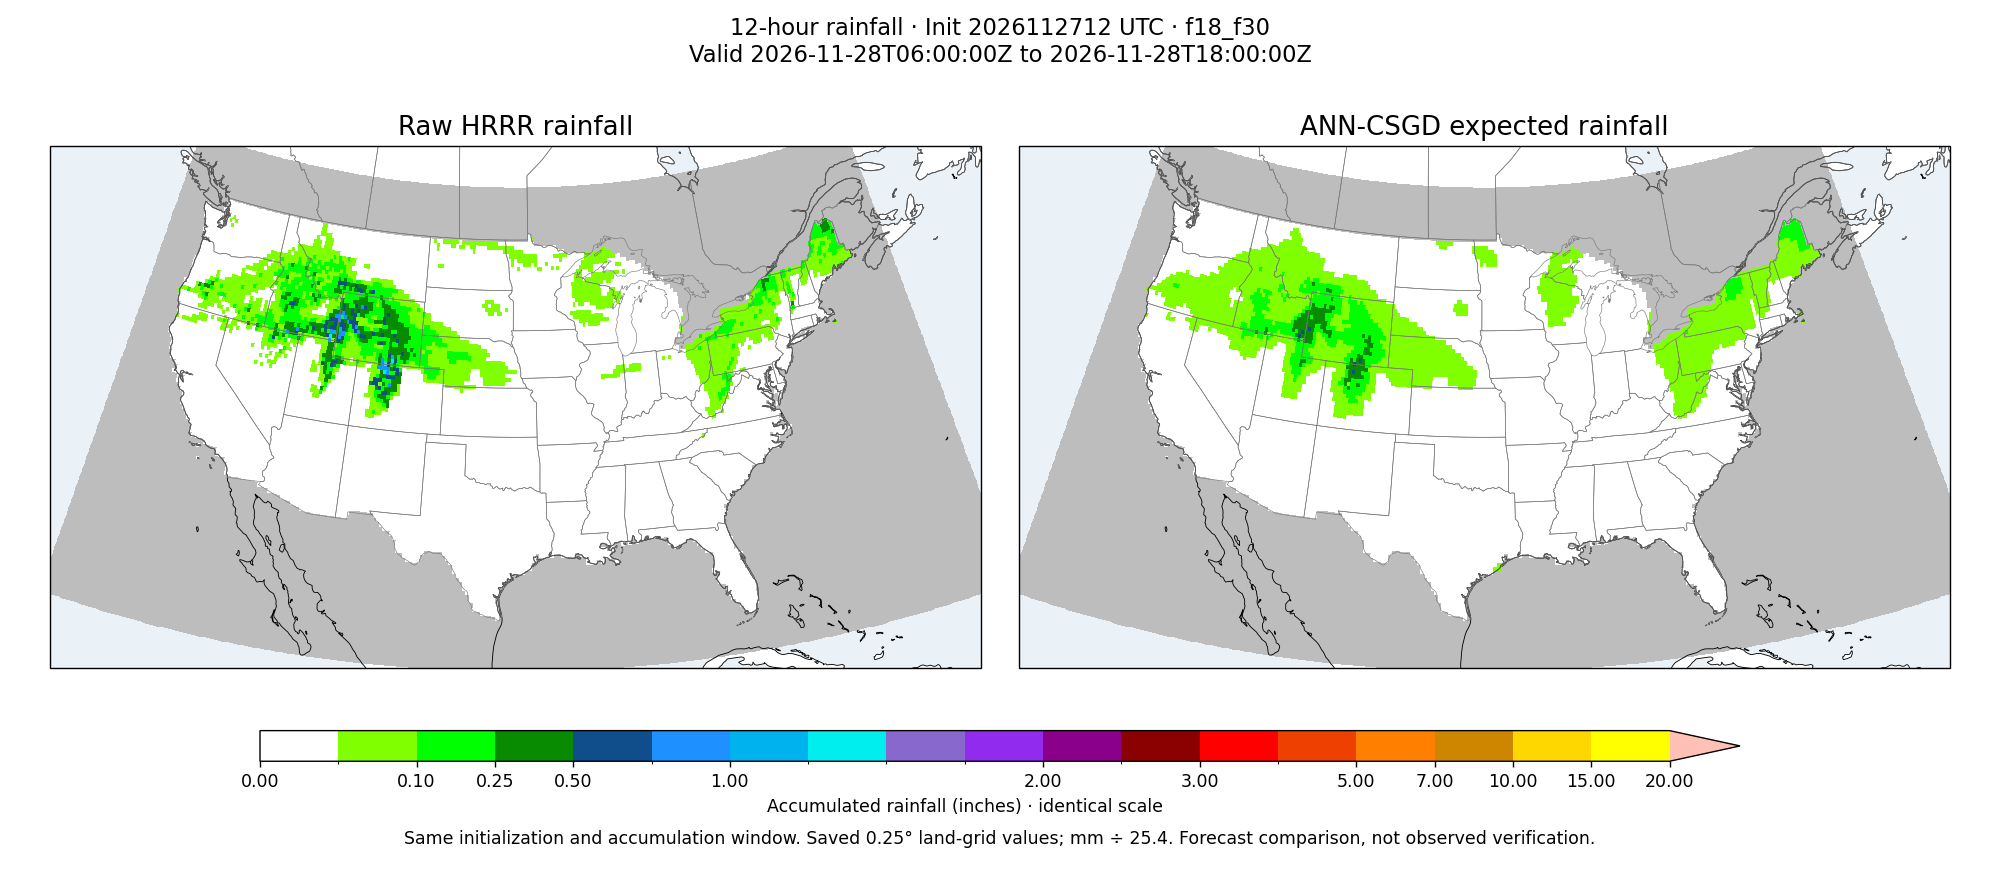 12-hour rainfall · Init 2026112712 UTC · f18_f30
Valid 2026-11-28T06:00:00Z to 2026-11-28T18:00:00Z
Raw HRRR rainfall
ANN-CSGD expected rainfall
0.00 0.10 0.25 0.50 1.00 2.00 3.00 5.00 7.00 10.00 15.00 20.00
Accumulated rainfall (inches) · identical scale
Same initialization and accumulation window. Saved 0.25° land-grid values; mm ÷ 25.4. Forecast comparison, not observed verification.